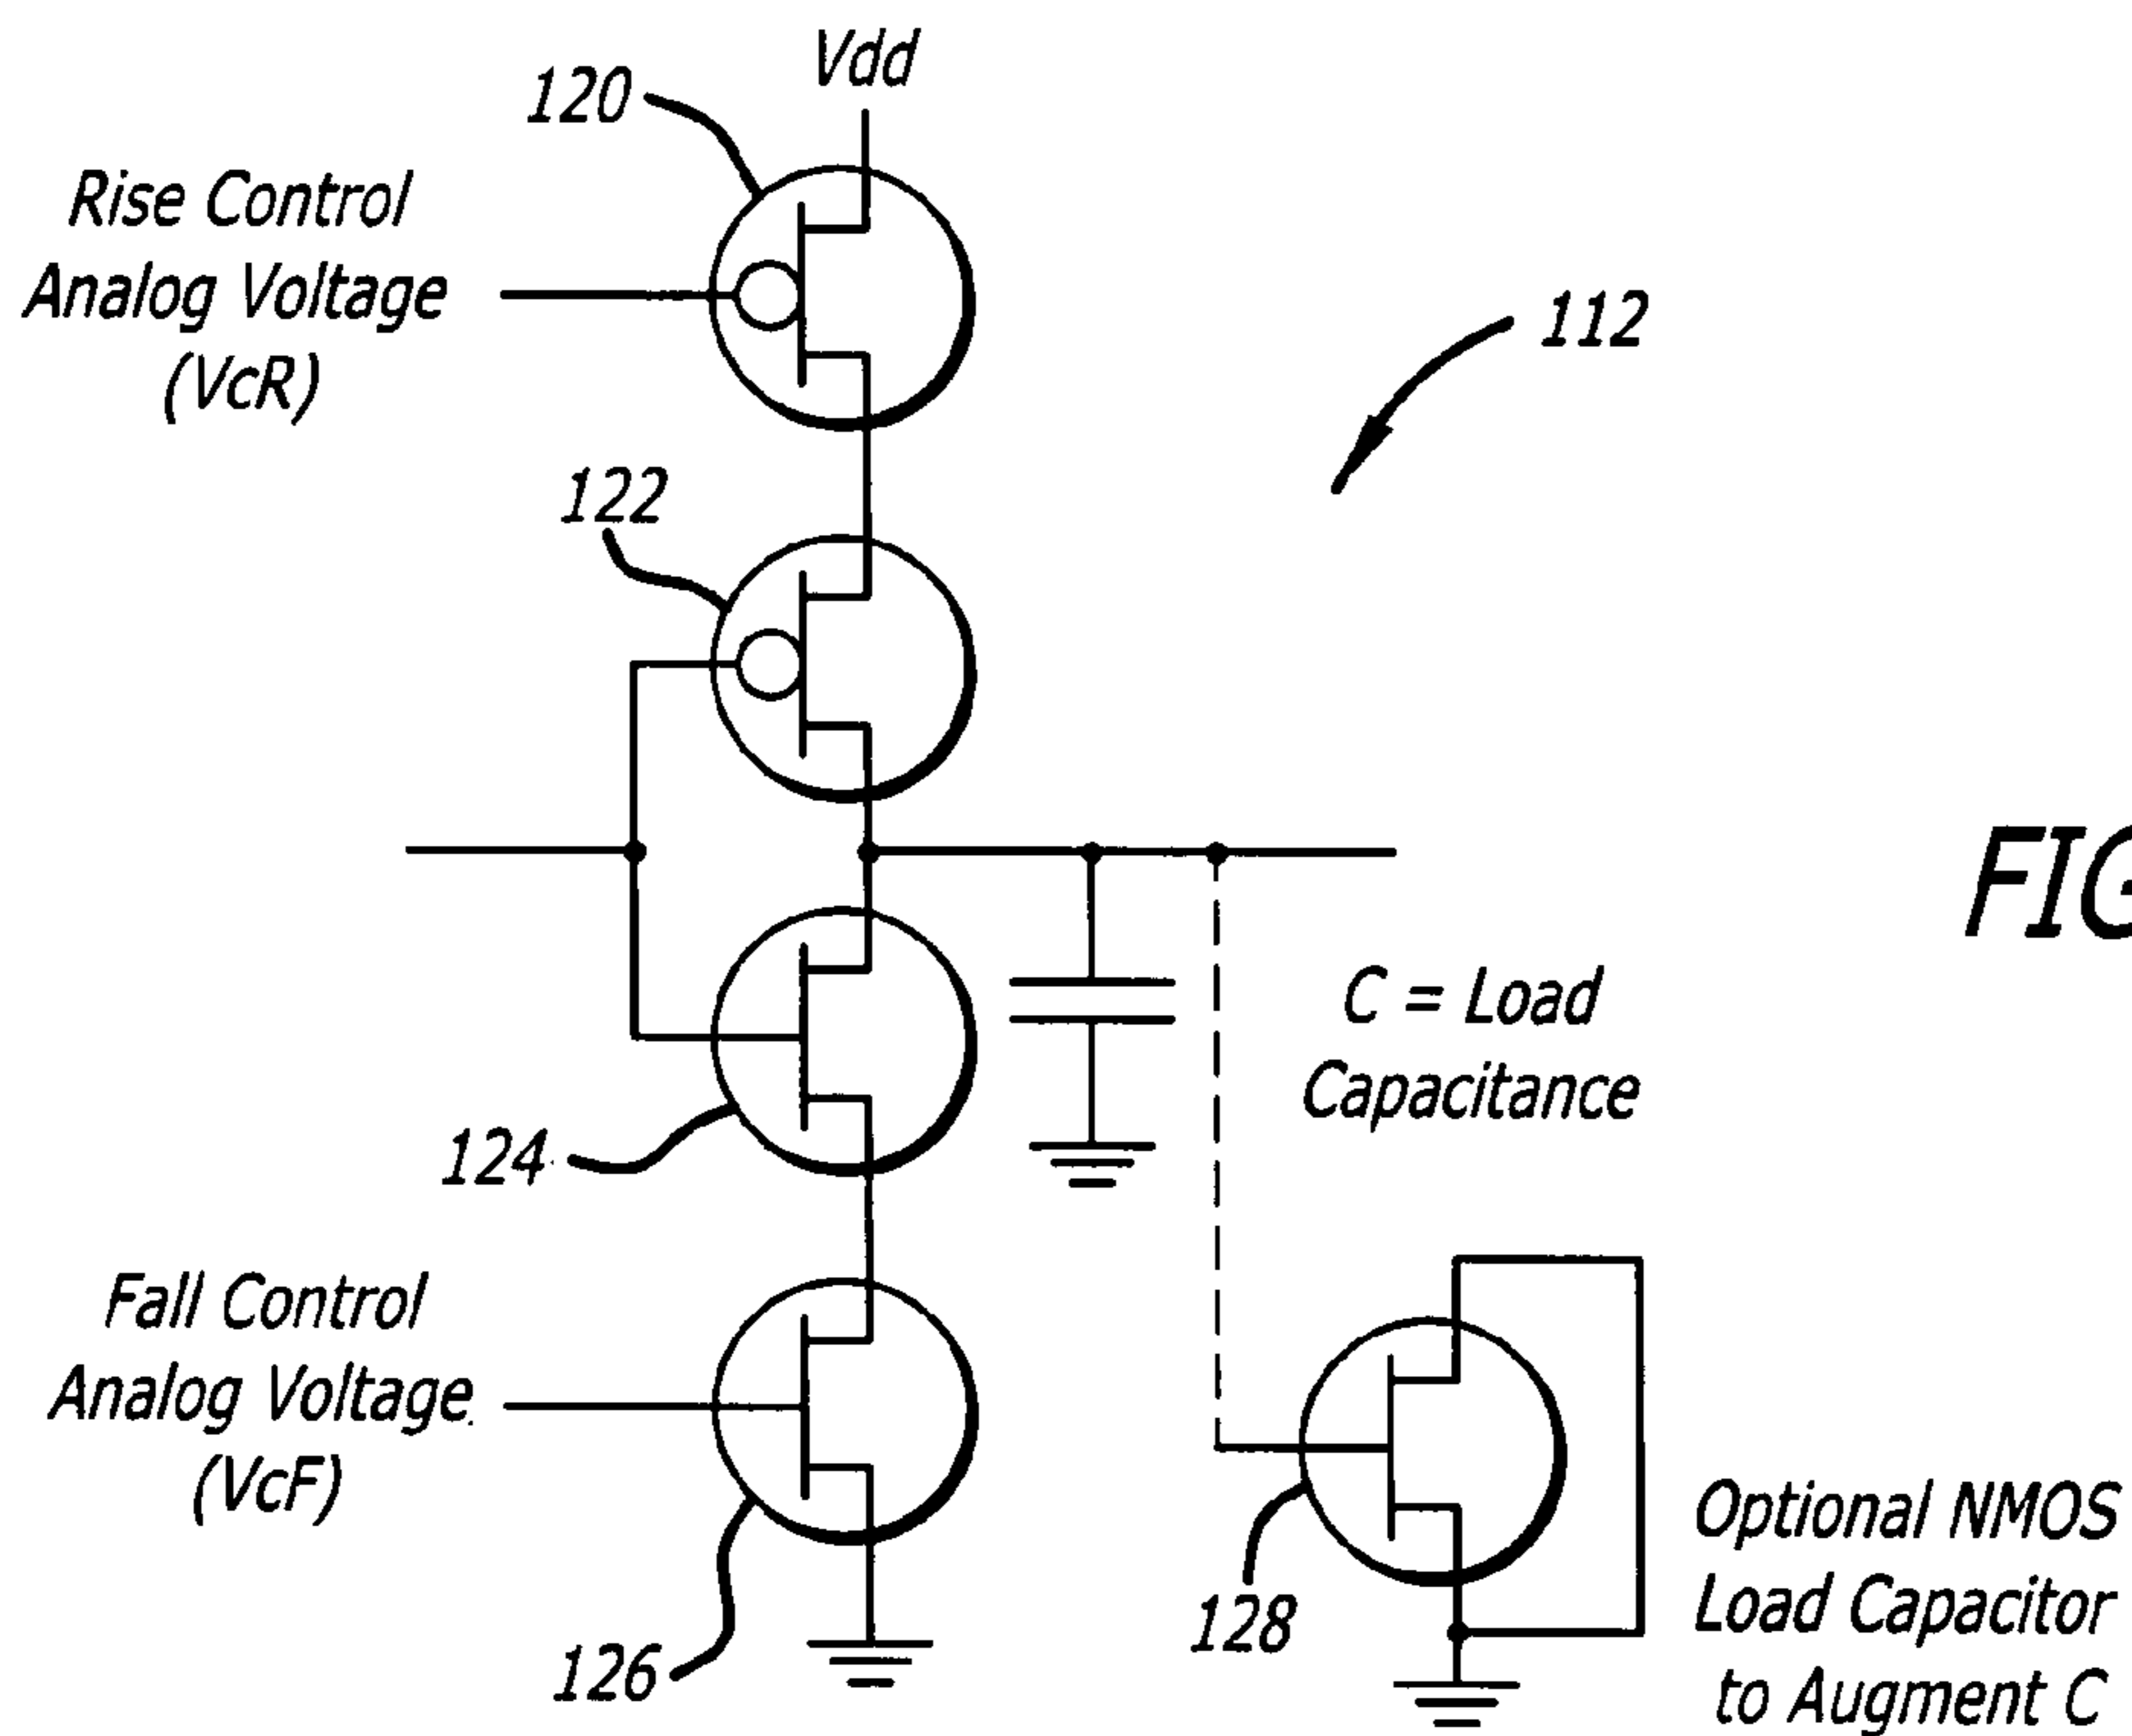 Vdd
120
Rise Control
Analog Voltage
(VcR)
112
122
FIG
C = Load
Capacitance
124
Fall Control
Analog Voltage
(VcF)
126
128
Optional NMOS
Load Capacitor
to Augment C